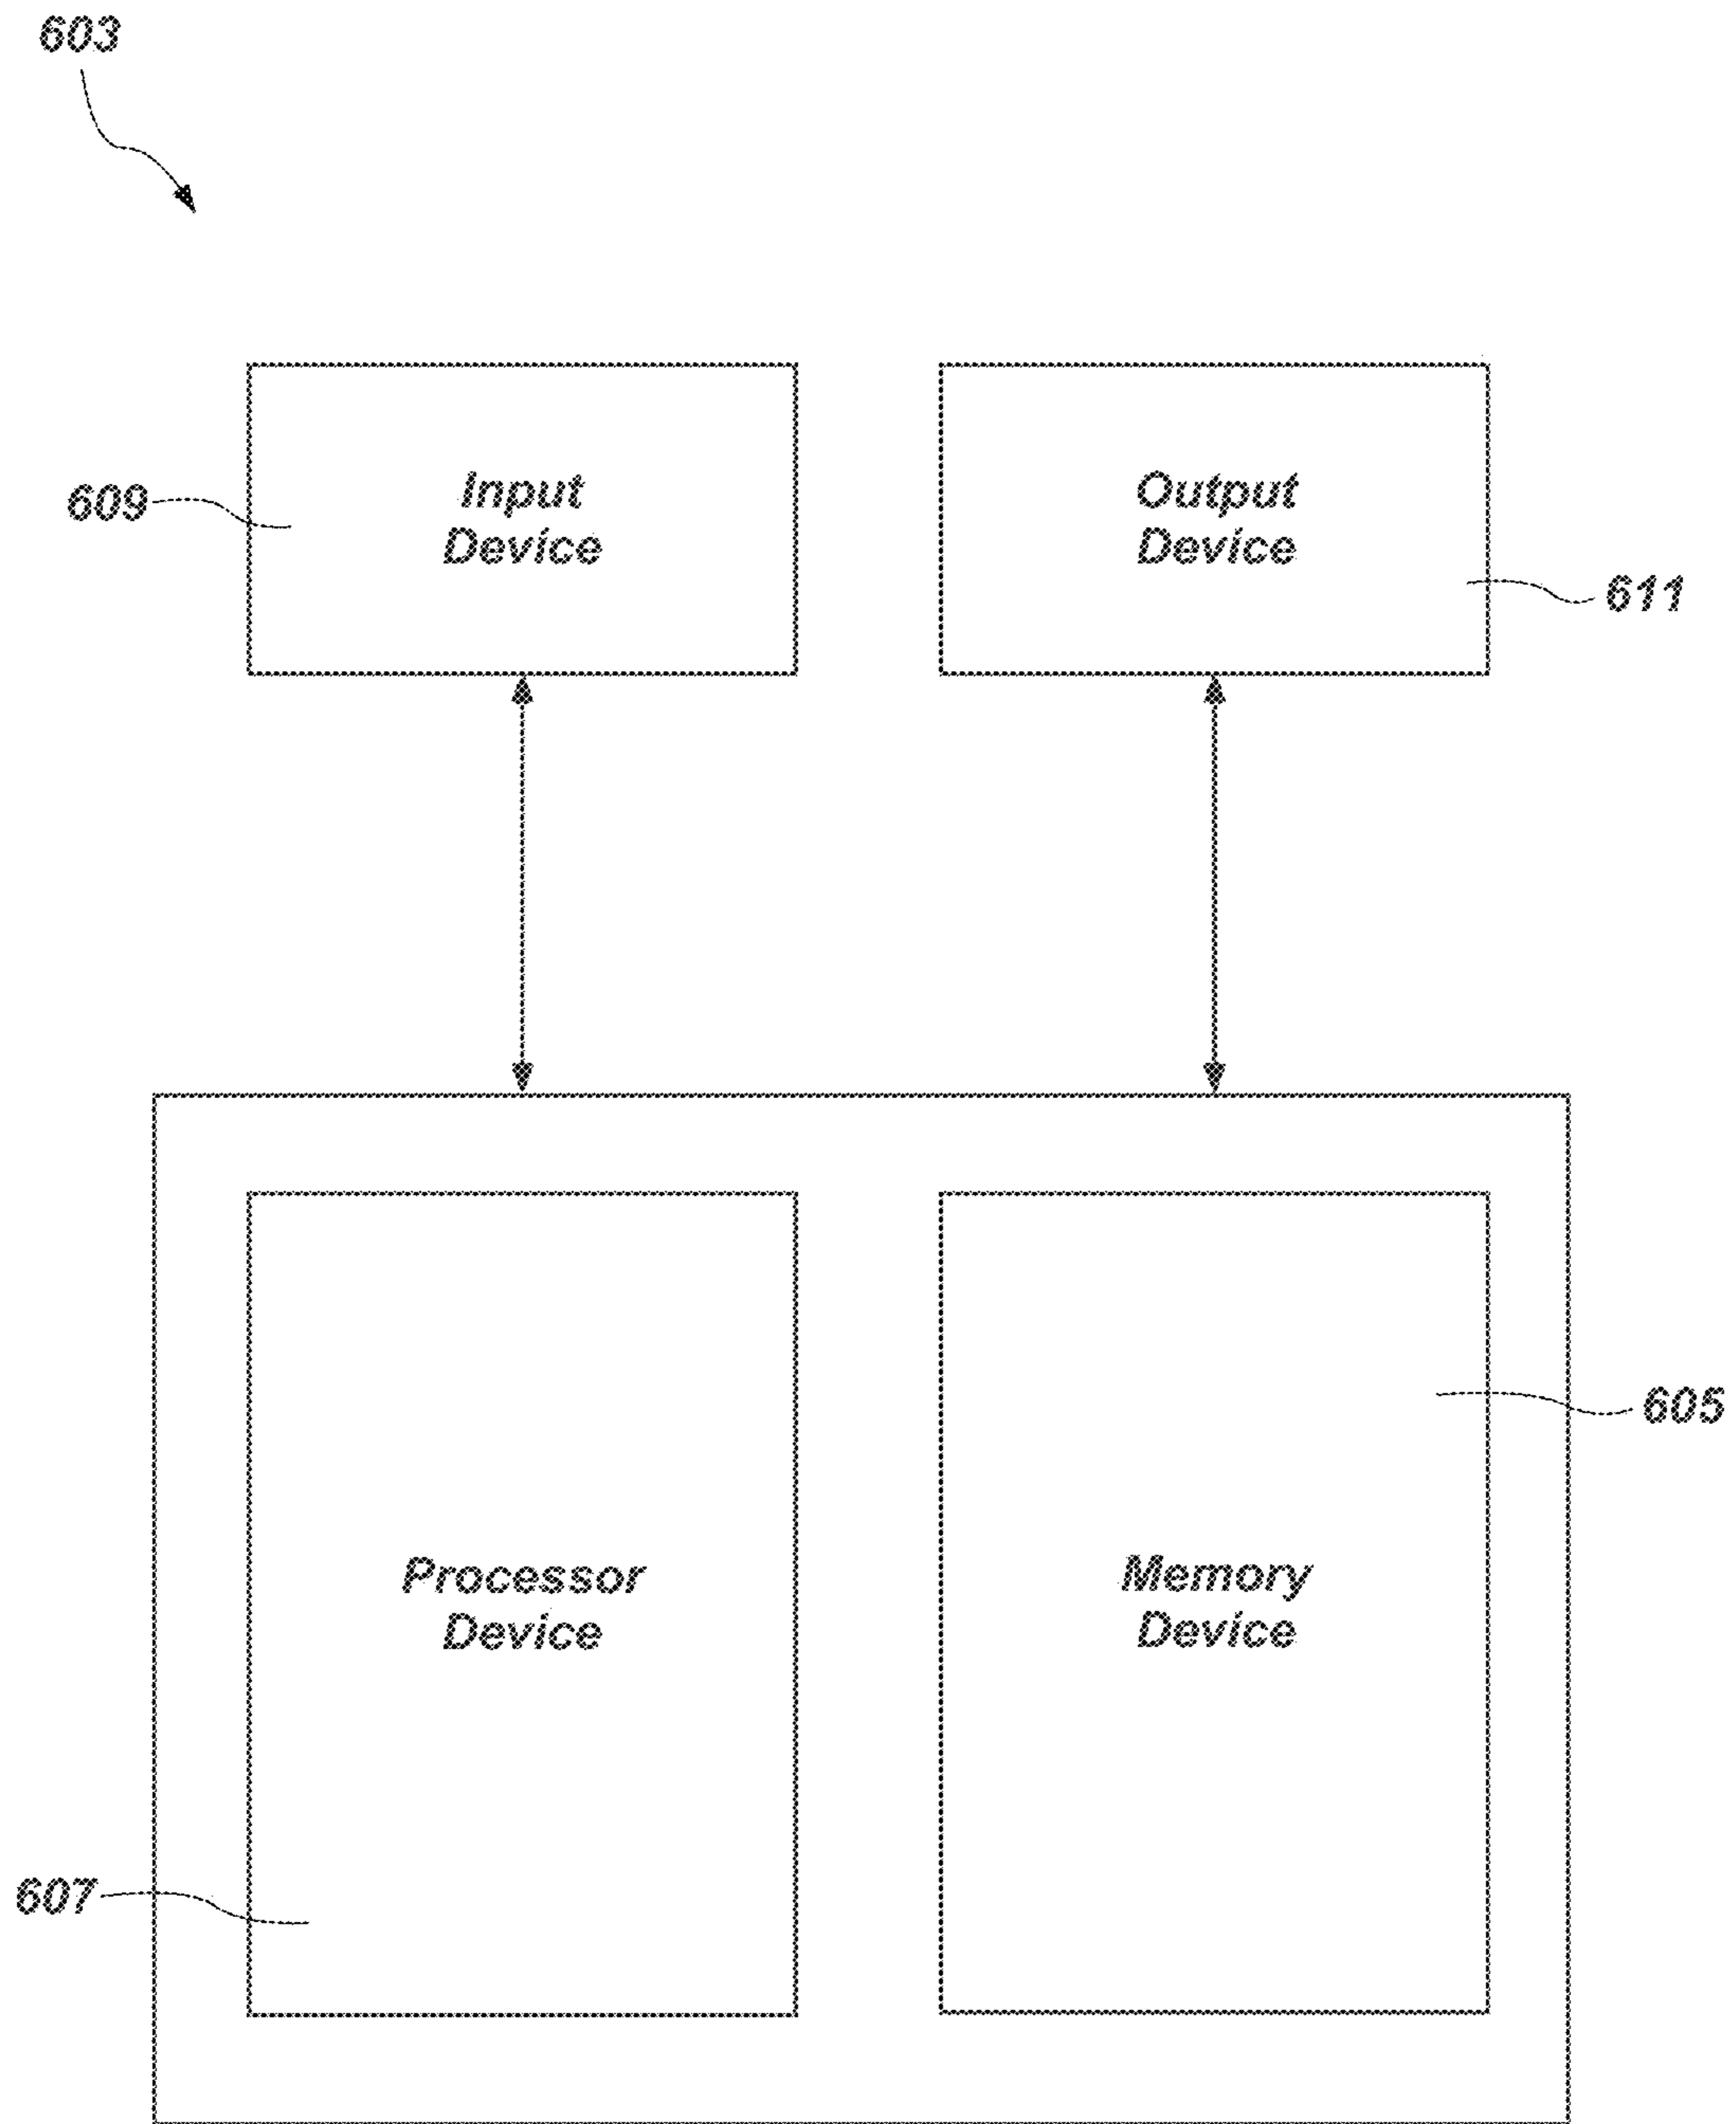 603
609
Input
Device
Output
Device
611
605
Processor
Device
Memory
Device
607